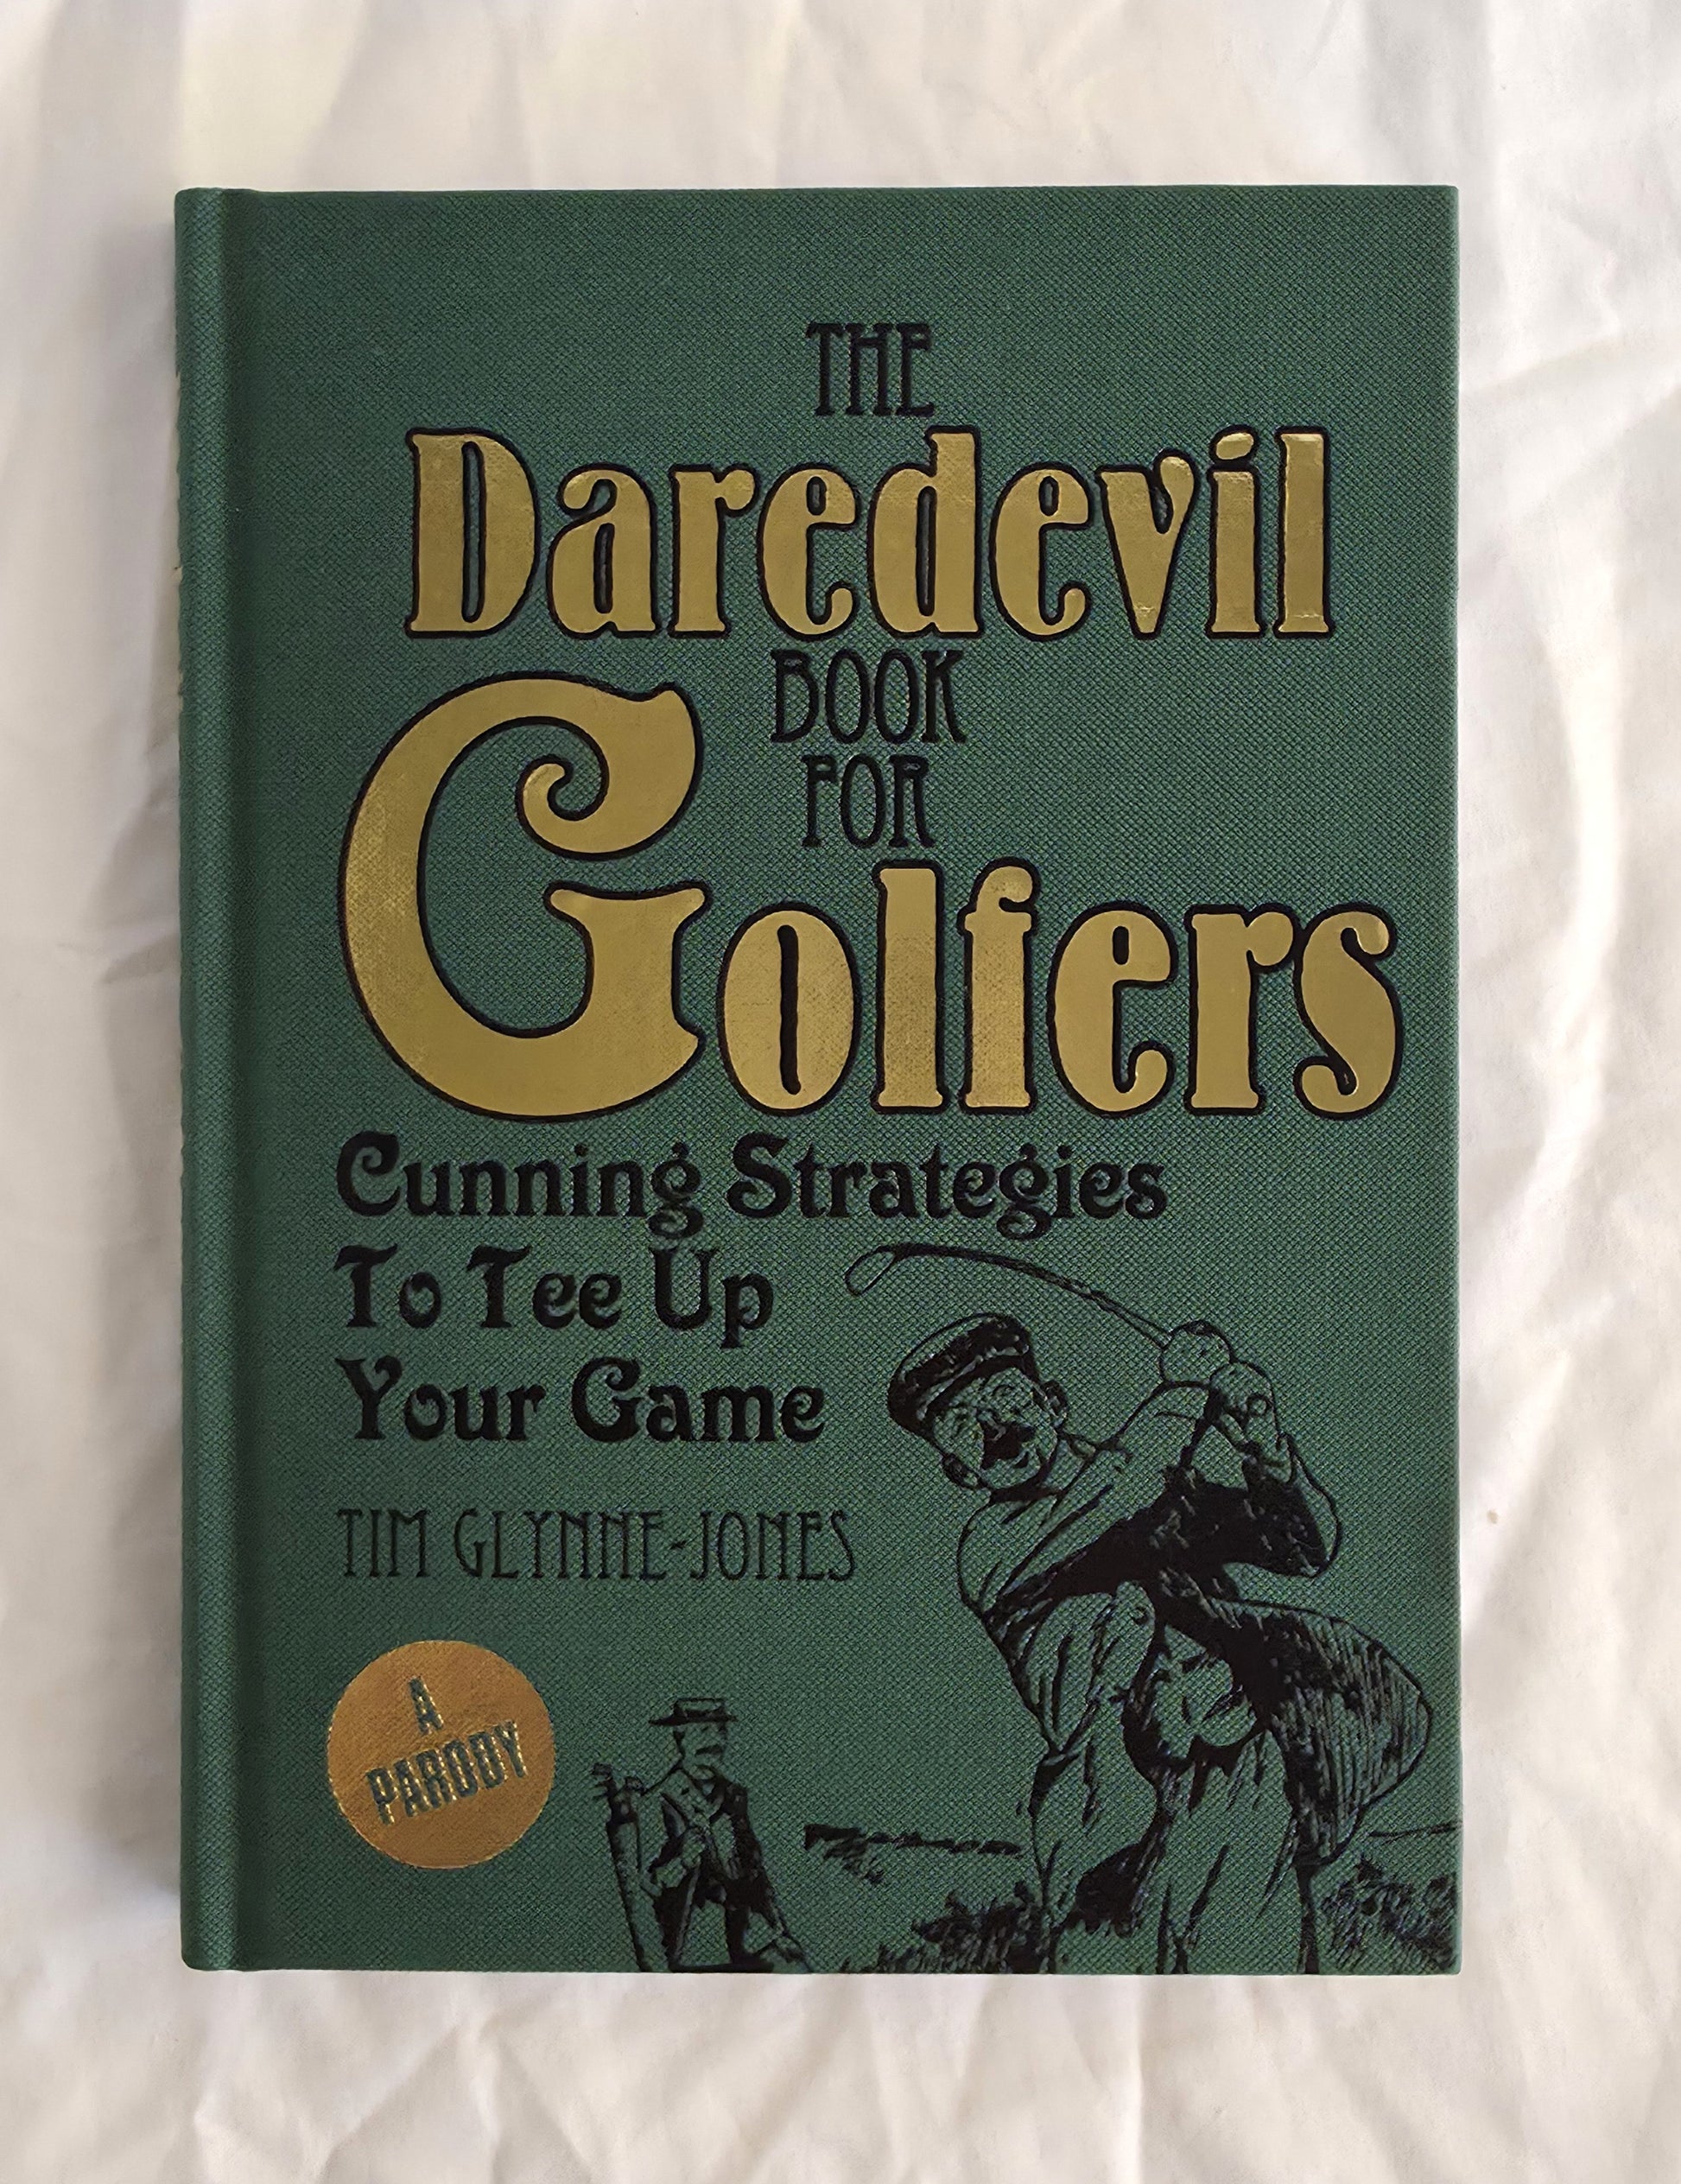 THE
Daredevil
BOOK
FOR
Golfers
Cunning Strategies
To Tee Up
Your Game
TIM GLYNNE-JONES
A
PARODY